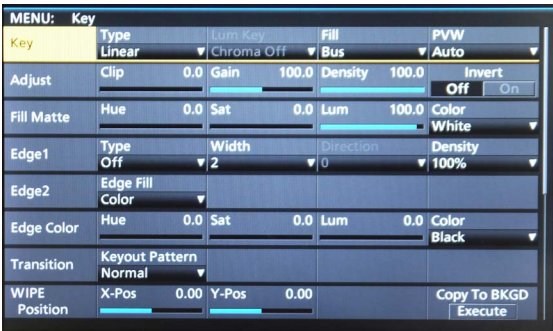 MENU: Key
Key Type Lum Key Fill PVW
Linear Chroma Off Bus Auto
Adjust Clip 0.0 Gain 100.0 Density 100.0 Invert
Off On
Fill Matte Hue 0.0 Sat 0.0 Lum 100.0 Color
White
Edge1 Type Width Direction Density
Off 2 0 100%
Edge2 Edge Fill
Color
Edge Color Hue 0.0 Sat 0.0 Lum 0.0 Color
Black
Transition Keyout Pattern
Normal
WIPE X-Pos 0.00 Y-Pos 0.00 Copy To BKGD
Position Execute